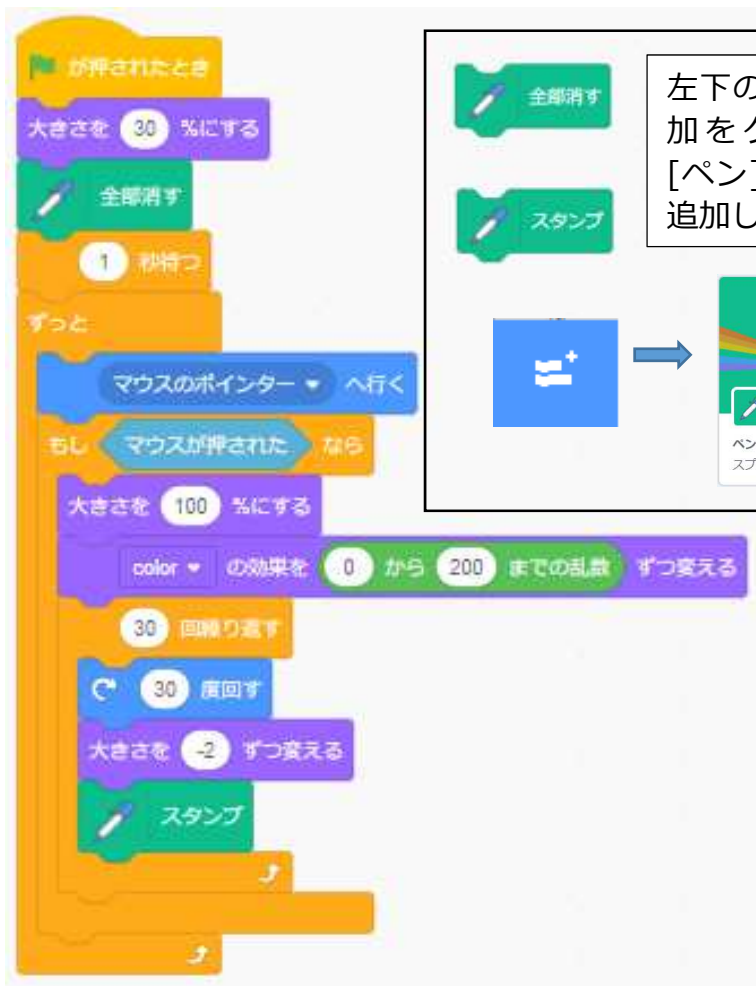 が押されたとき
大きさを 30 %にする
全部消す
1 秒待つ
ずっと
マウスのポインター へ行く
もし マウスが押された なら
大きさを 100 %にする
color の効果を 0 から 200 までの乱数 ずつ変える
30 回繰り返す
30 度回す
大きさを -2 ずつ変える
スタンプ
全部消す
スタンプ
左下の
加をク
[ペン]
追加し
ペン
スプ